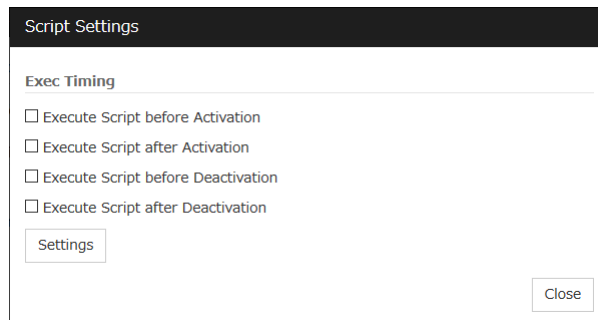 Script Settings
Exec Timing
Execute Script before Activation
Execute Script after Activation
Execute Script before Deactivation
Execute Script after Deactivation
Settings
Close